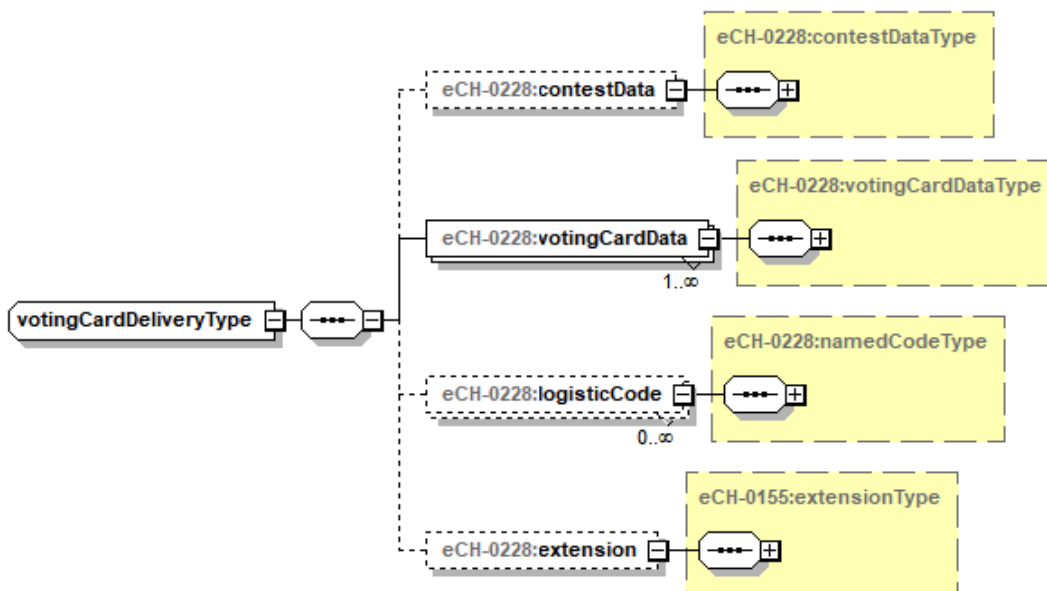 eCH-0228:contestDataType
eCH-0228:contestData
eCH-0228:votingCardDataType
eCH-0228:votingCardData
1..∞
votingCardDeliveryType
eCH-0228:namedCodeType
eCH-0228:logisticCode
0..∞
eCH-0155:extensionType
eCH-0228:extension